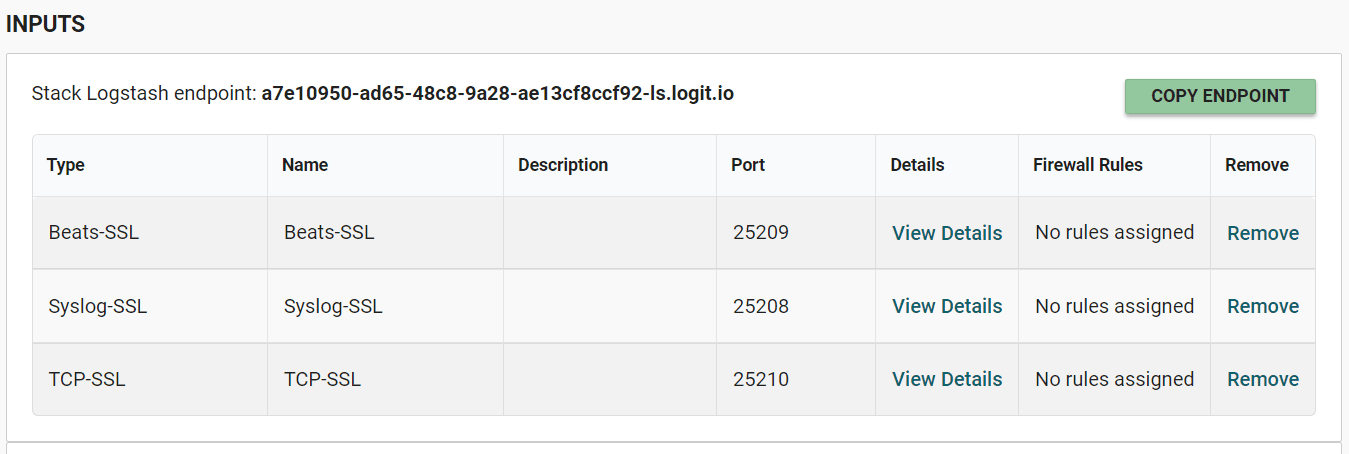 INPUTS
Stack Logstash endpoint: a7e10950-ad65-48c8-9a28-ae13cf8ccf92-ls.logit.io COPY ENDPOINT
Type Name Description Port Details Firewall Rules Remove
Beats-SSL Beats-SSL 25209 View Details No rules assigned Remove
Syslog-SSL Syslog-SSL 25208 View Details No rules assigned Remove
TCP-SSL TCP-SSL 25210 View Details No rules assigned Remove